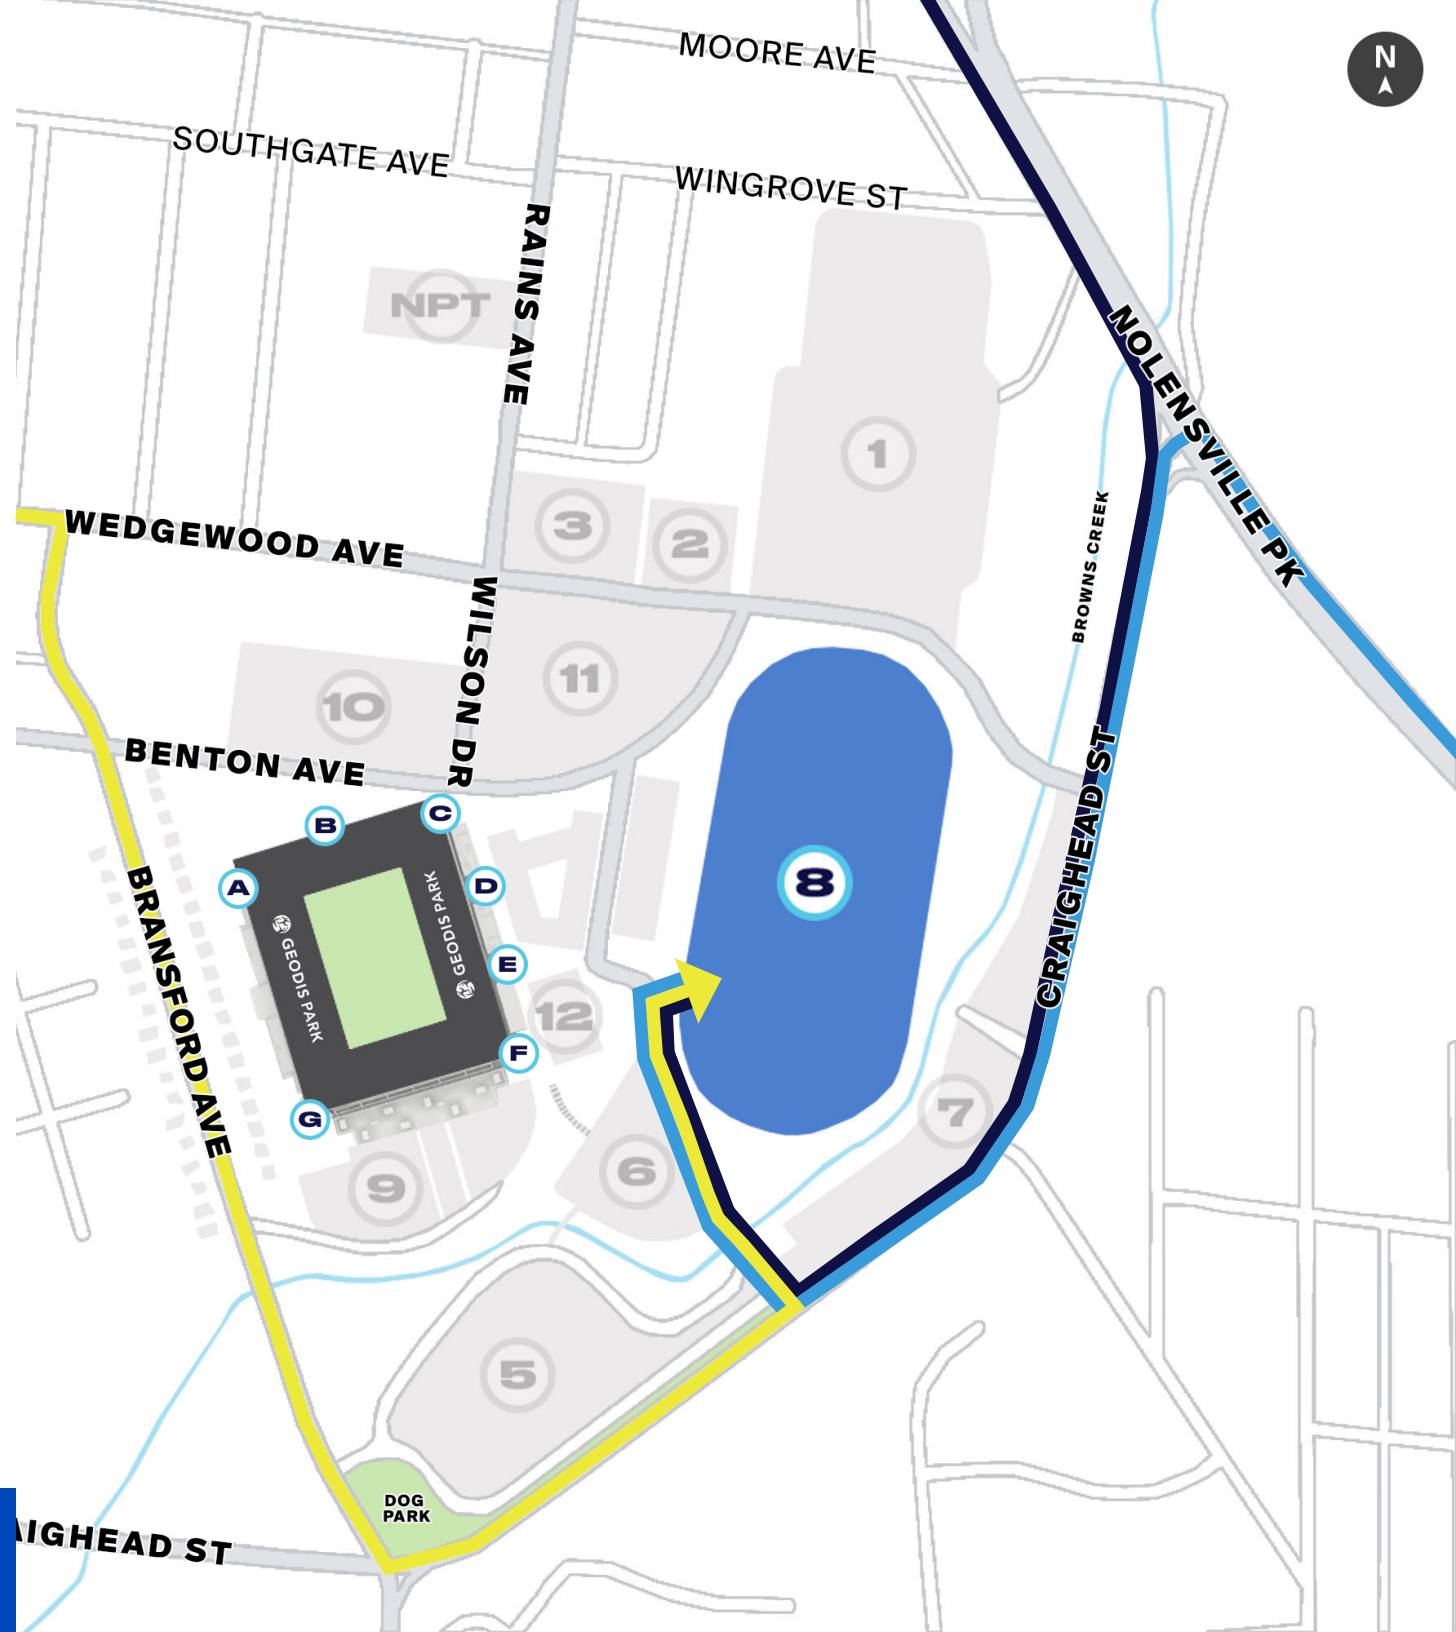 MOORE AVE
N
SOUTHGATE AVE
WINGROVE ST
RAINS AVE
NPT
NOLENSVILLE PK
1
3
2
WEDGEWOOD AVE
BROWNS CREEK
WILSON DR
11
10
BENTON AVE
CRAIGHEAD ST
B
C
A
D
8
BRANSFORD AVE
GEODIS PARK
GEODIS PARK
E
12
F
G
7
6
9
5
DOG
PARK
AIGHEAD ST